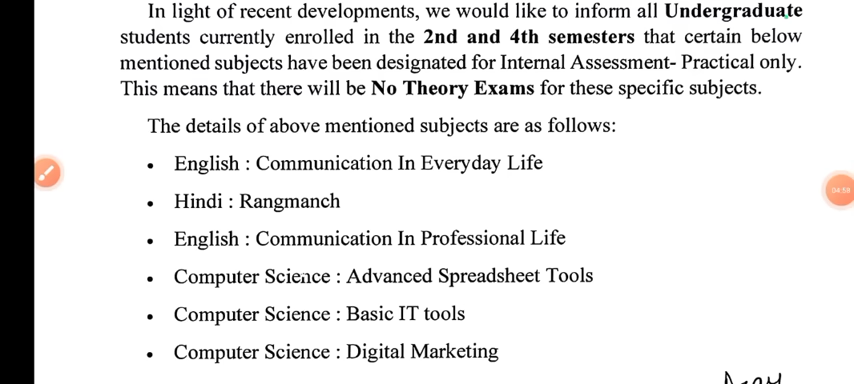 In light of recent developments, we would like to inform all Undergraduate
students currently enrolled in the 2nd and 4th semesters that certain below
mentioned subjects have been designated for Internal Assessment- Practical only.
This means that there will be No Theory Exams for these specific subjects.
The details of above mentioned subjects are as follows:
• English : Communication In Everyday Life
• Hindi : Rangmanch
• English : Communication In Professional Life
• Computer Science : Advanced Spreadsheet Tools
• Computer Science : Basic IT tools
• Computer Science : Digital Marketing
04:58